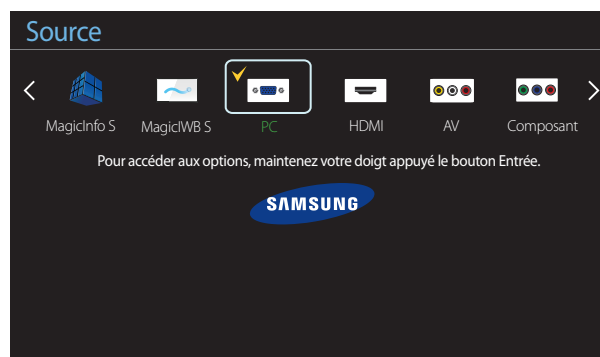 Source
MagicInfo S MagicIWB S PC HDMI AV Composant
Pour accéder aux options, maintenez votre doigt appuyé le bouton Entrée.
SAMSUNG